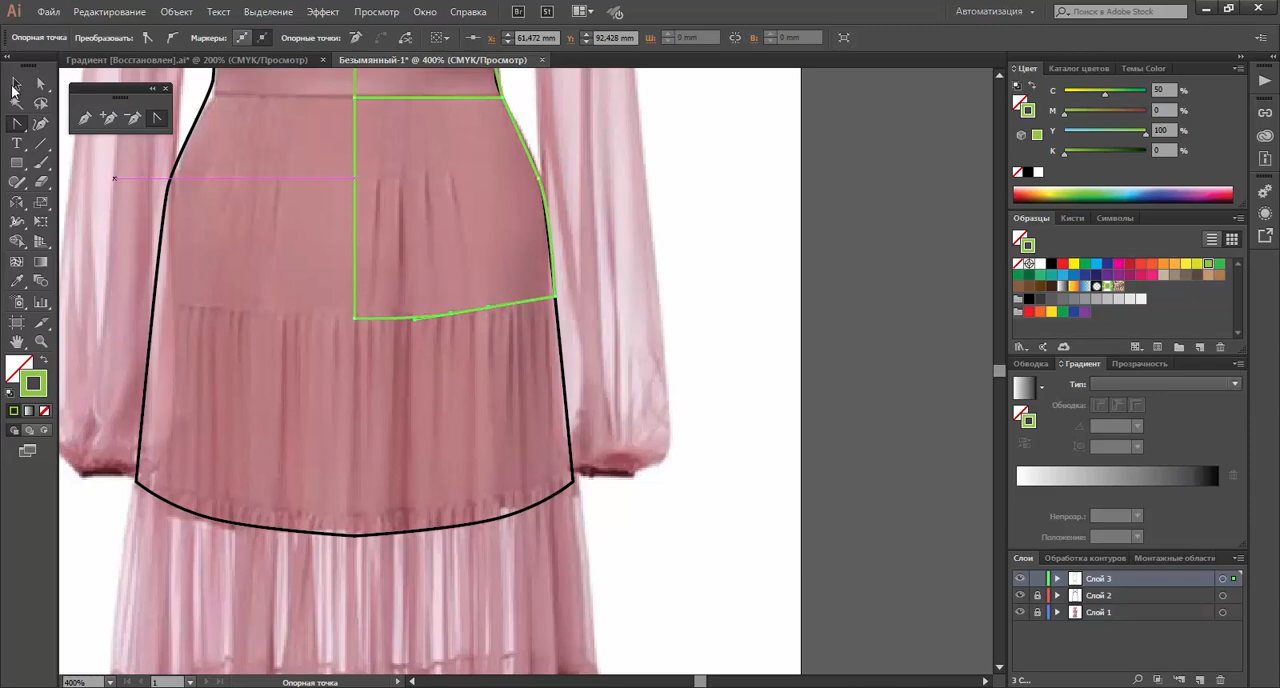 Ai Файл Редактирование Объект Текст Выделение Эффект Просмотр Окно Справка Br St Автоматизация Поиск в Adobe Stock
Опорная точка Преобразовать: Маркеры: Опорные точки: X: 61,472 mm Y: 92,428 mm Ш: 0 mm В: 0 mm
Градиент [Восстановлен].ai* @ 200% (CMYK/Просмотр) × Безымянный-1* @ 400% (CMYK/Просмотр) ×
Цвет Каталог цветов Темы Color
C 50 %
M 0 %
Y 100 %
K 0 %
Образцы Кисти Символы
Обводка Градиент Прозрачность
Тип:
Обводка:
Непрозр.:
Положение:
Слои Обработка контуров Монтажные области
Слой 3
Слой 2
Слой 1
400% 1 Опорная точка 3 С...